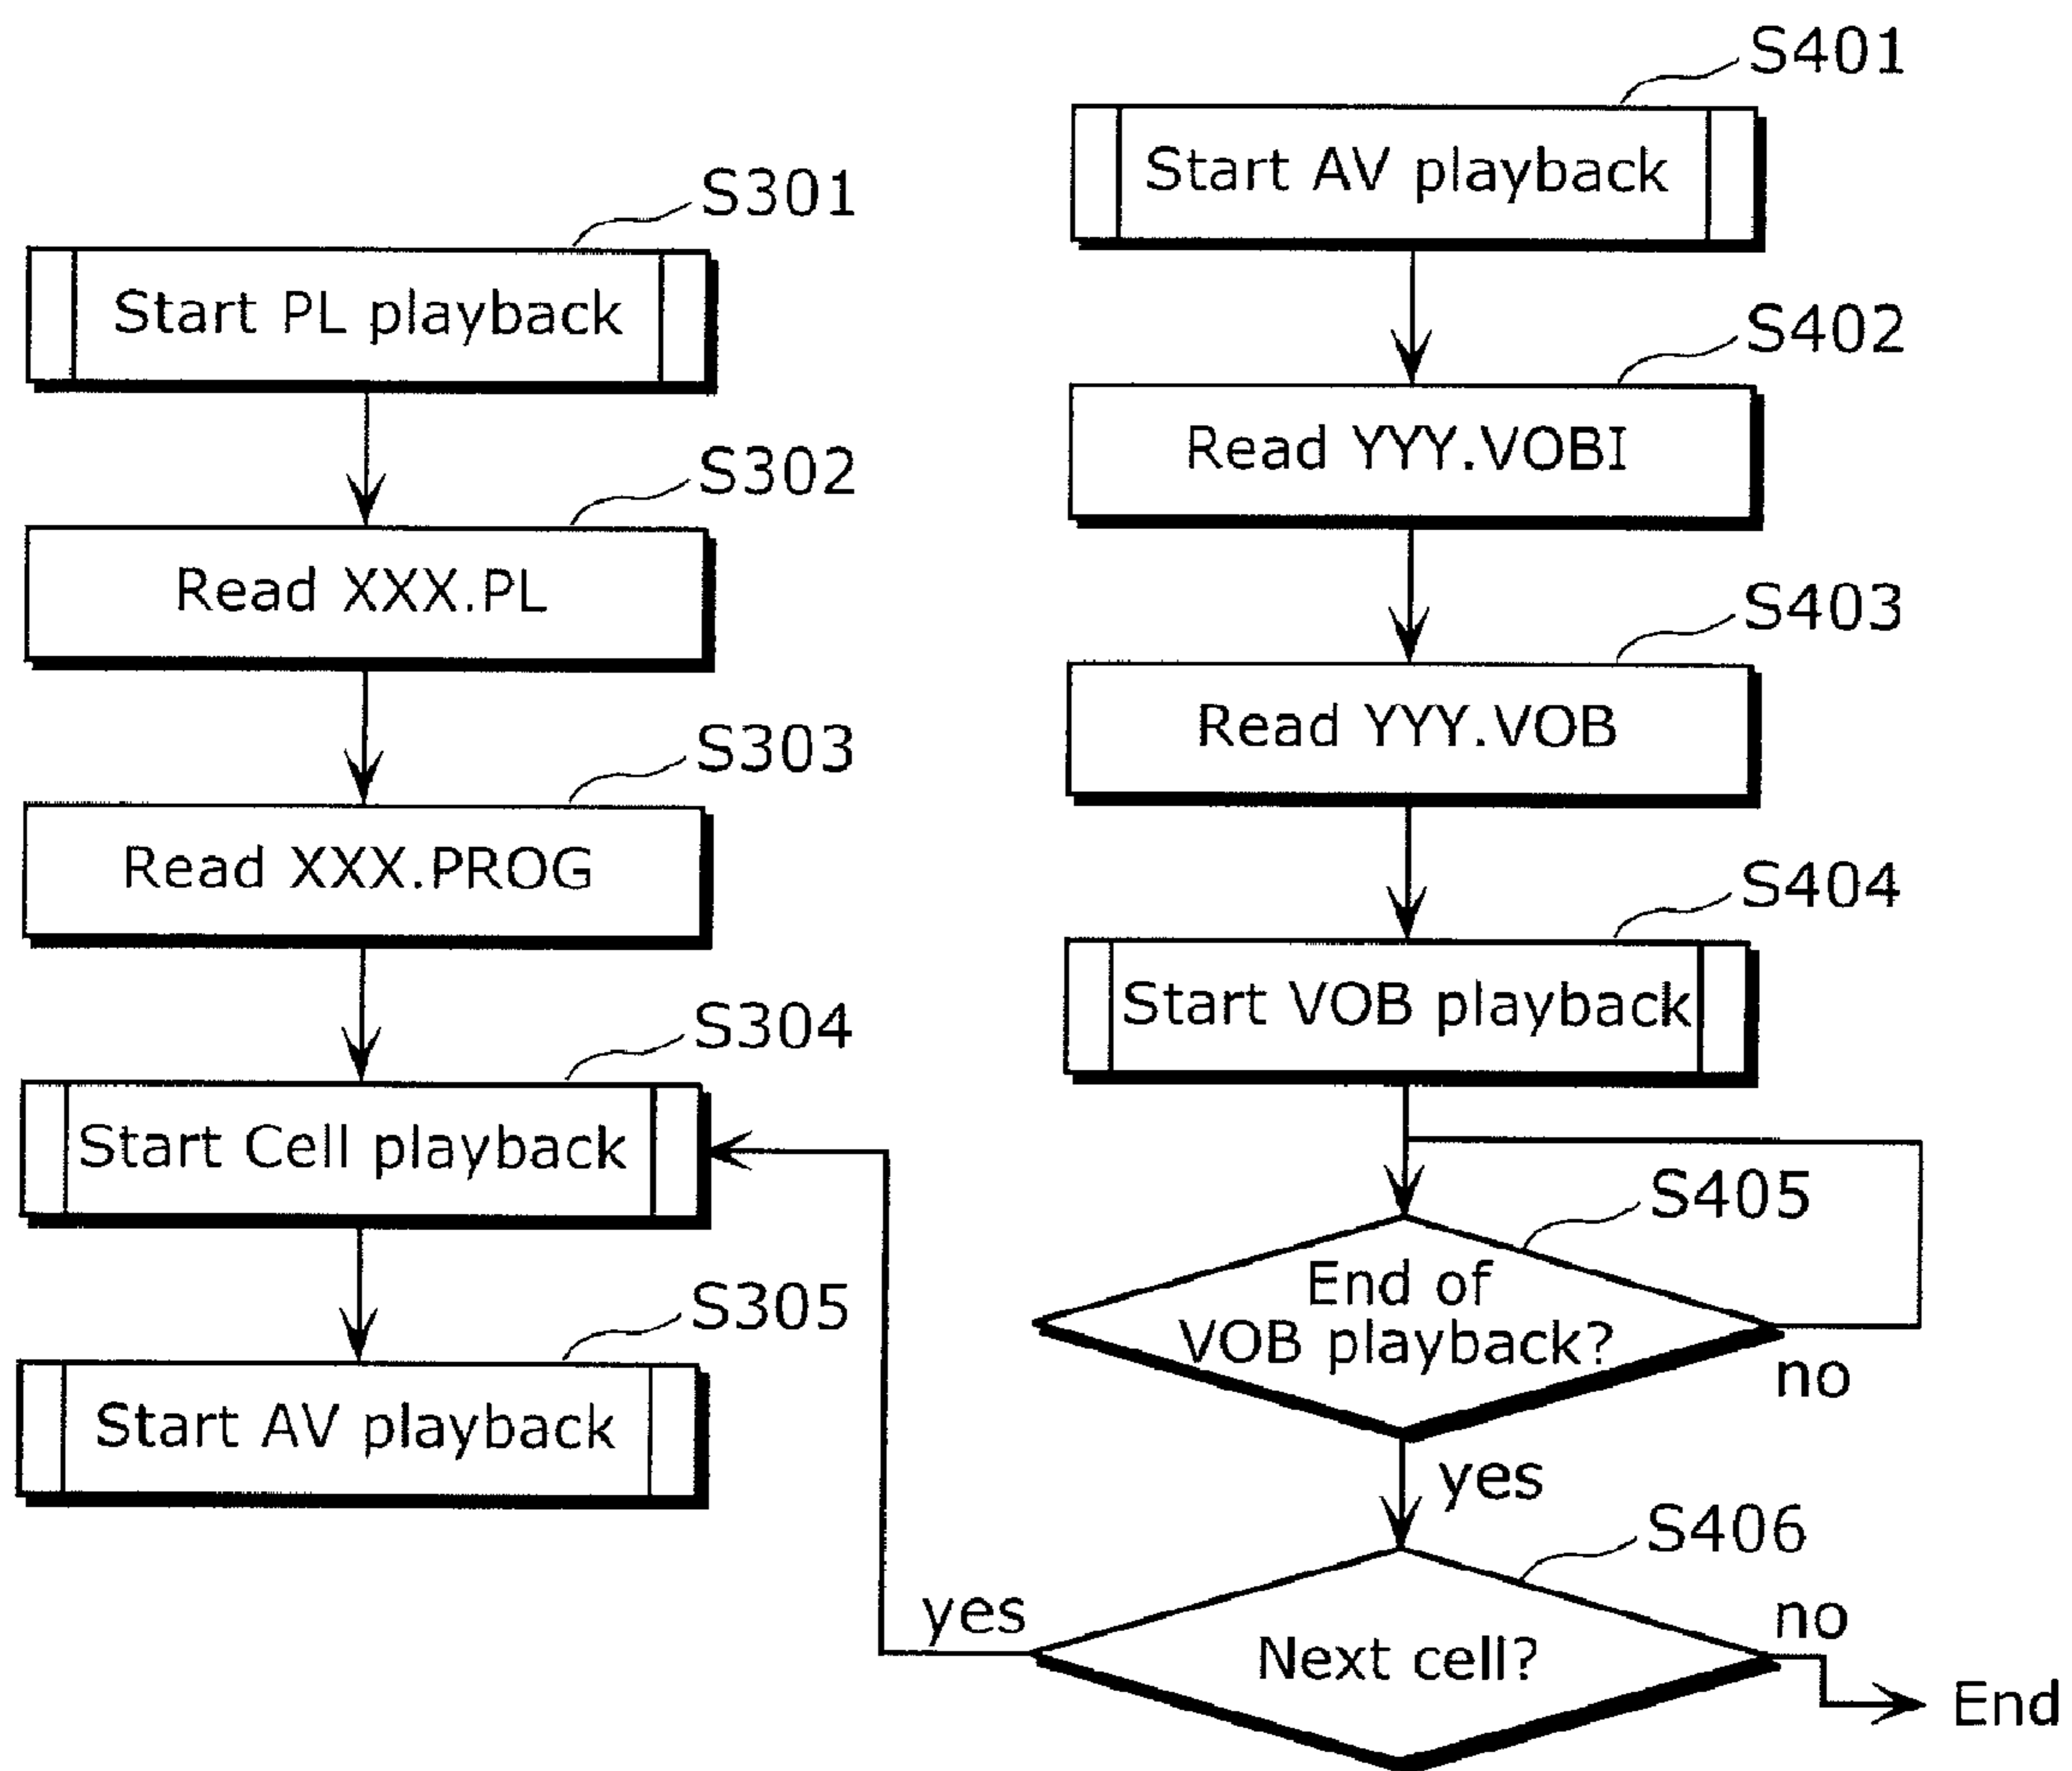 S301
Start PL playback
S302
Read XXX.PL
S303
Read XXX.PROG
S304
Start Cell playback
S305
Start AV playback
S401
Start AV playback
S402
Read YYY.VOBI
S403
Read YYY.VOB
S404
Start VOB playback
S405
End of
VOB playback?
no
yes
S406
Next cell?
yes
no
End